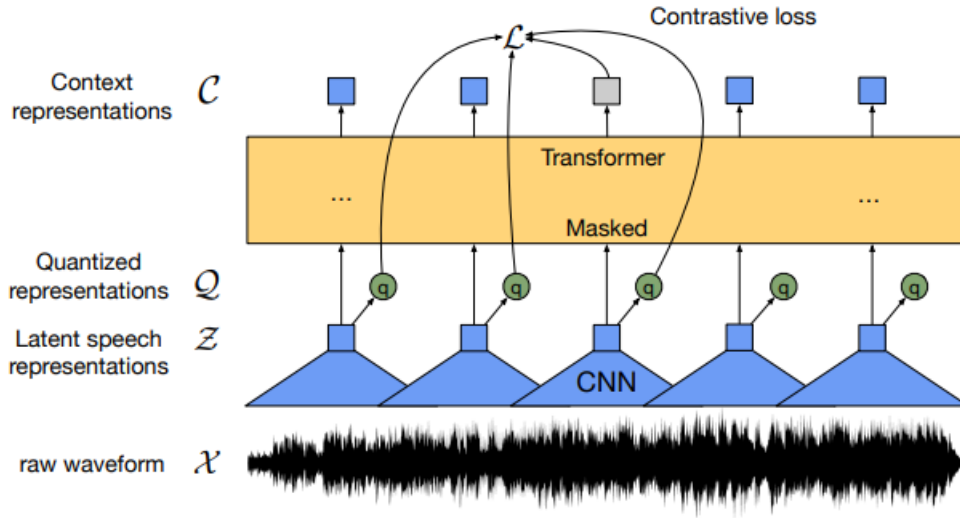 Contrastive loss
ℒ
Context
representations 𝒞
Transformer
... ...
Masked
Quantized
representations 𝒬
q q q q q
Latent speech
representations 𝒵
CNN
raw waveform 𝒳